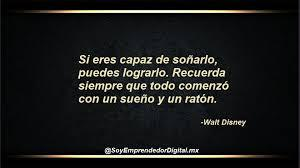 Si eres capaz de soñarlo,
puedes lograrlo. Recuerda
siempre que todo comenzó
con un sueño y un ratón.
-Walt Disney
@SoyEmprendedorDigital.mx